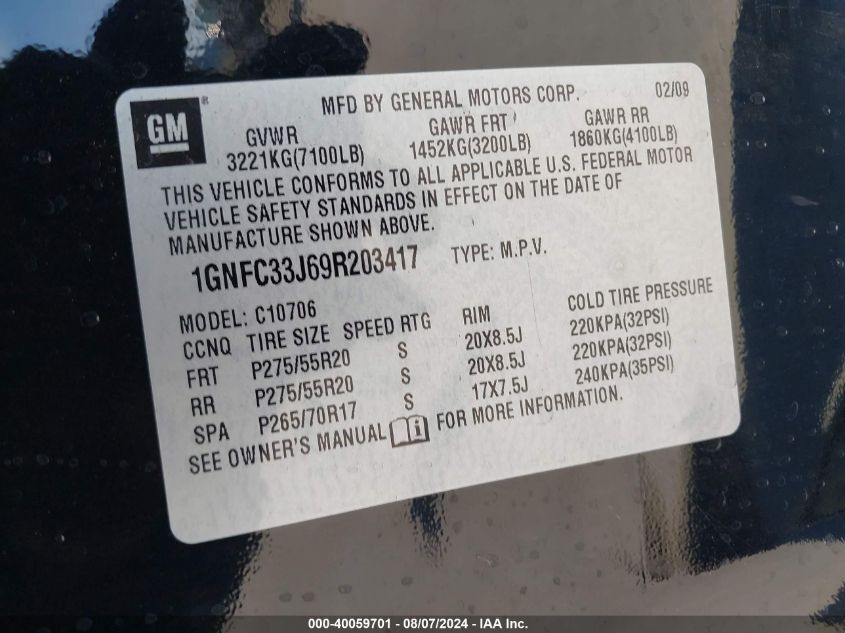 MFD BY GENERAL MOTORS CORP. 02/09
GM®
GVWR GAWR FRT GAWR RR
3221KG(7100LB) 1452KG(3200LB) 1860KG(4100LB)
THIS VEHICLE CONFORMS TO ALL APPLICABLE U.S. FEDERAL MOTOR
VEHICLE SAFETY STANDARDS IN EFFECT ON THE DATE OF
MANUFACTURE SHOWN ABOVE.
1GNFC33J69R203417 TYPE: M.P.V.
MODEL: C10706
CCNQ TIRE SIZE SPEED RTG RIM COLD TIRE PRESSURE
FRT P275/55R20 S 20X8.5J 220KPA(32PSI)
RR P275/55R20 S 20X8.5J 220KPA(32PSI)
SPA P265/70R17 S 17X7.5J 240KPA(35PSI)
SEE OWNER'S MANUAL FOR MORE INFORMATION.
000-40059701 - 08/07/2024 - IAA Inc.